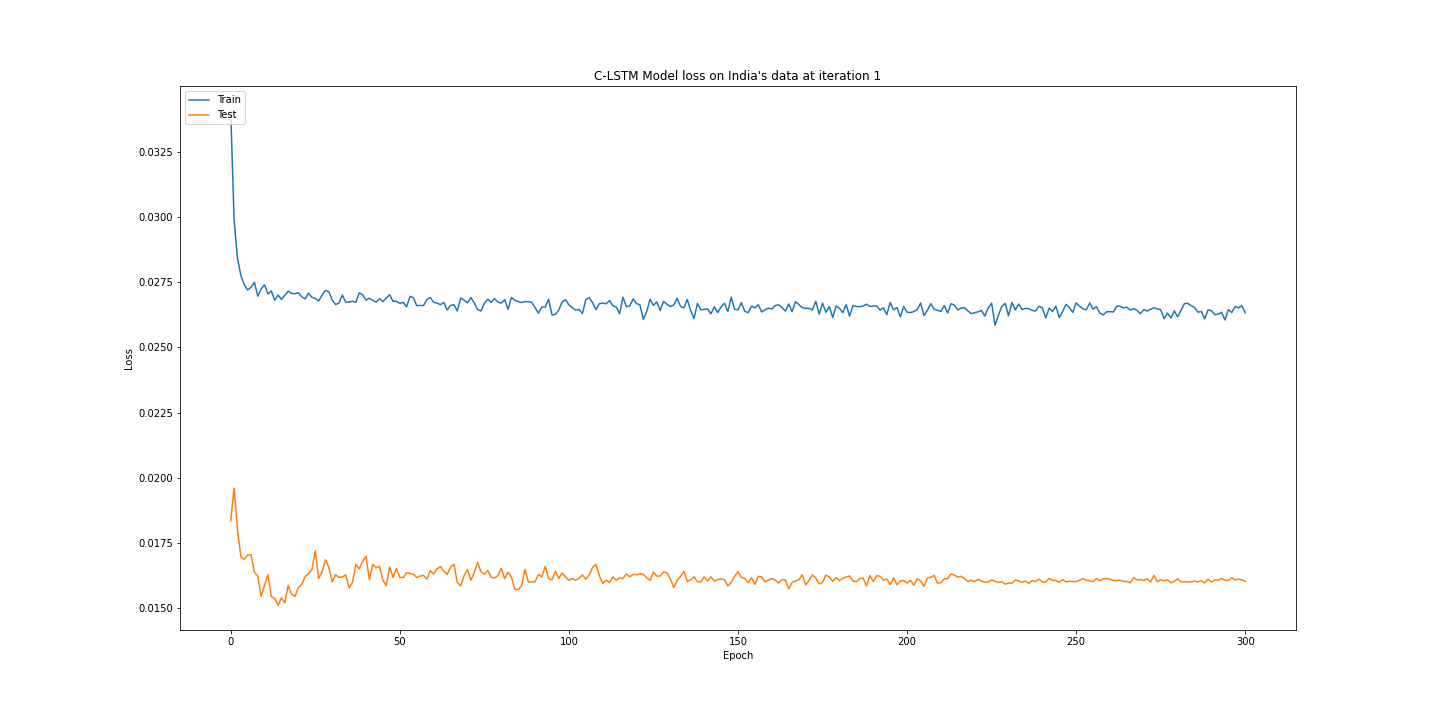 C-LSTM Model loss on India's data at iteration 1
Train
Test
0.0325
0.0300
0.0275
0.0250
0.0225
0.0200
0.0175
0.0150
Loss
0 50 100 150 200 250 300
Epoch